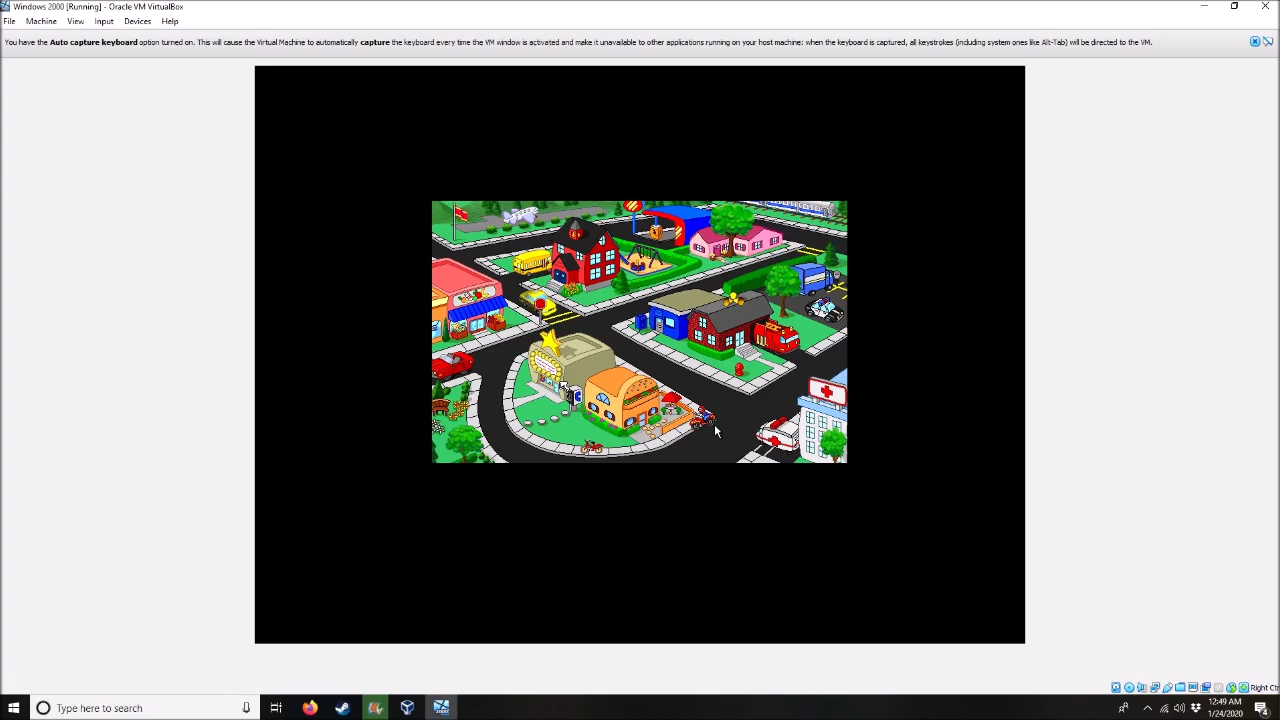 Windows 2000 [Running] - Oracle VM VirtualBox
File Machine View Input Devices Help
You have the Auto capture keyboard option turned on. This will cause the Virtual Machine to automatically capture the keyboard every time the VM window is activated and make it unavailable to other applications running on your host machine: when the keyboard is captured, all keystrokes (including system ones like Alt-Tab) will be directed to the VM.
Right Ctrl
Type here to search
12:49 AM
1/24/2020
4